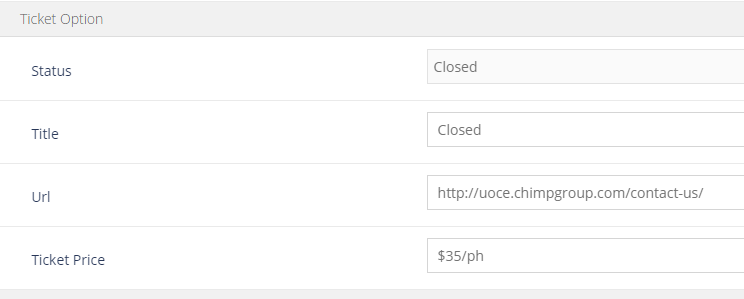 Ticket Option
Status
Closed
Title
Closed
Url
http://uoce.chimpgroup.com/contact-us/
Ticket Price
$35/ph